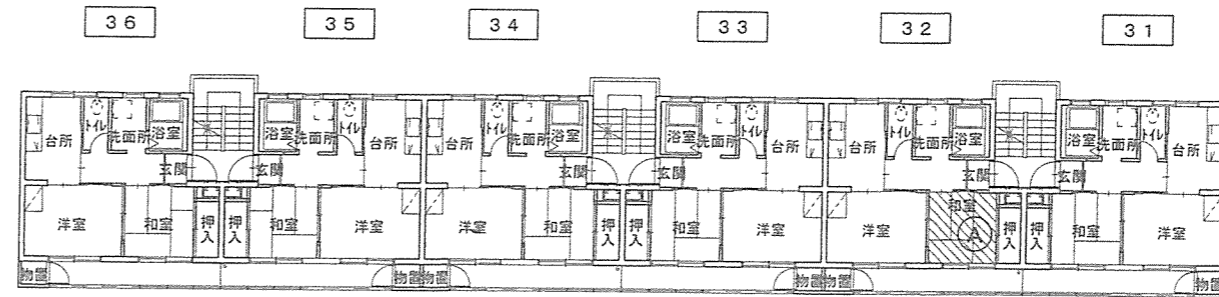 ３６ ３５ ３４ ３３ ３２ ３１
台所 トイレ 洗面所 浴室 浴室 洗面所 トイレ 台所 台所 トイレ 洗面所 浴室 浴室 洗面所 トイレ 台所 台所 トイレ 洗面所 浴室 浴室 洗面所 トイレ 台所
玄関 玄関 玄関 玄関 玄関 玄関
洋室 和室 押入 押入 和室 洋室 洋室 和室 押入 押入 和室 洋室 洋室 和室 A 押入 押入 和室 洋室
物置 物置 物置 物置 物置 物置